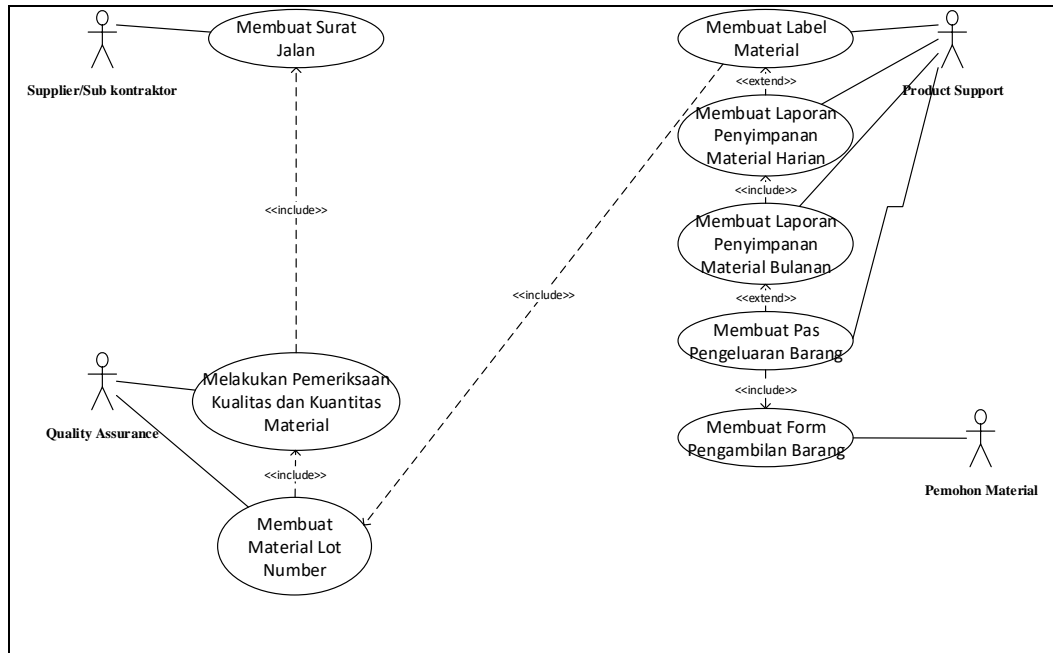 Membuat Surat
Jalan
Supplier/Sub kontraktor
<<include>>
Melakukan Pemeriksaan
Kualitas dan Kuantitas
Material
Quality Assurance
<<include>>
Membuat
Material Lot
Number
<<include>>
Membuat Label
Material
Product Support
<<extend>>
Membuat Laporan
Penyimpanan
Material Harian
<<include>>
Membuat Laporan
Penyimpanan
Material Bulanan
<<extend>>
Membuat Pas
Pengeluaran Barang
<<include>>
Membuat Form
Pengambilan Barang
Pemohon Material